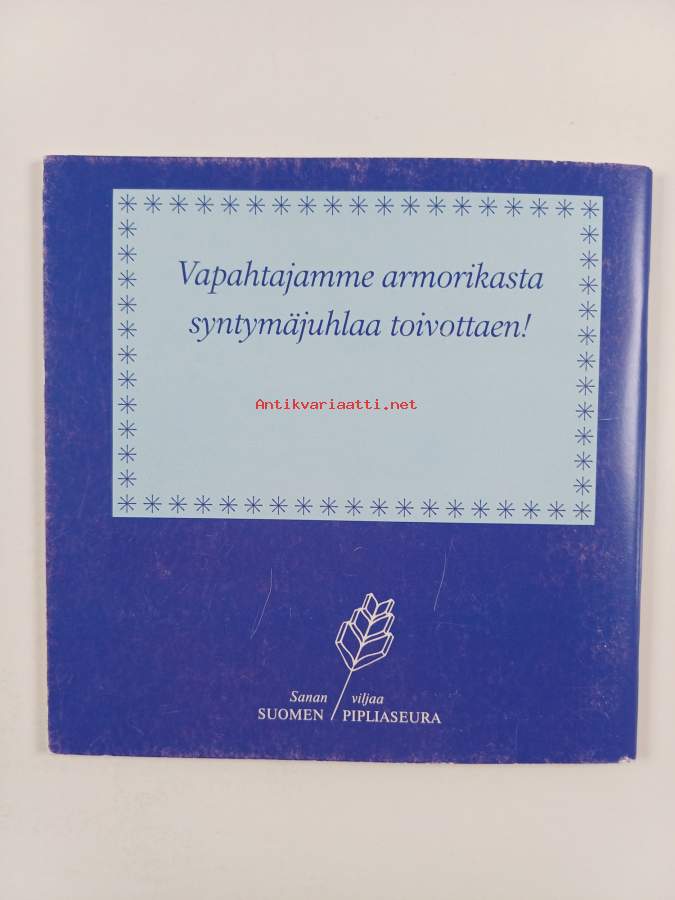 Vapahtajamme armorikasta
syntymäjuhlaa toivottaen!
Antikvariaatti.net
Sanan viljaa
SUOMEN PIPLIASEURA